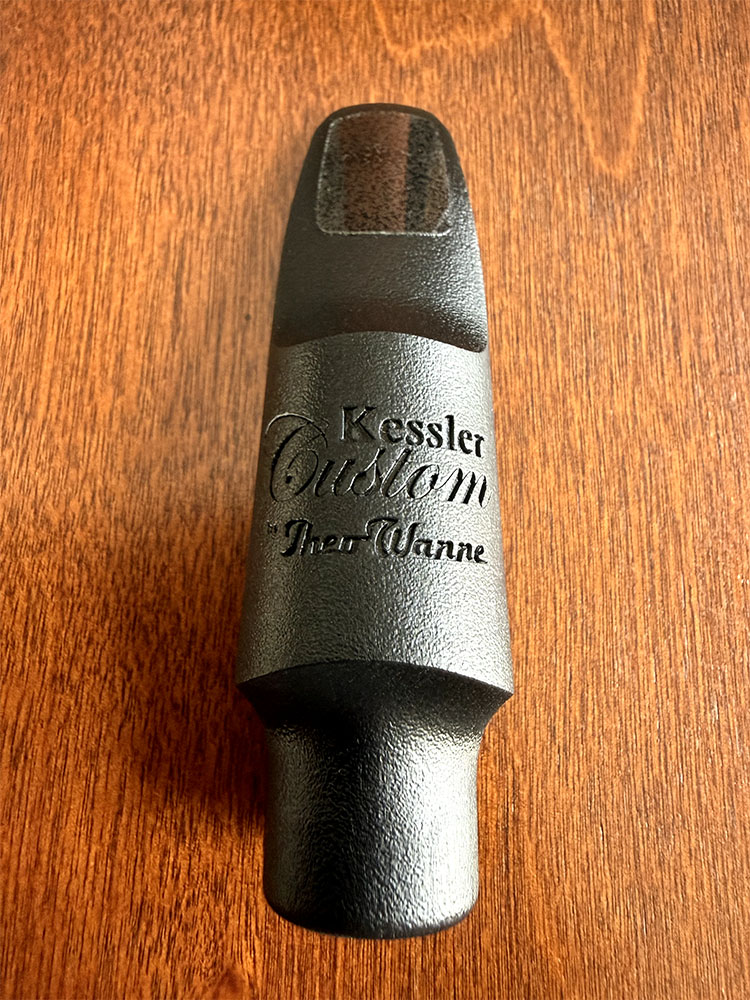 Kessler
Custom
by Theo Wanne